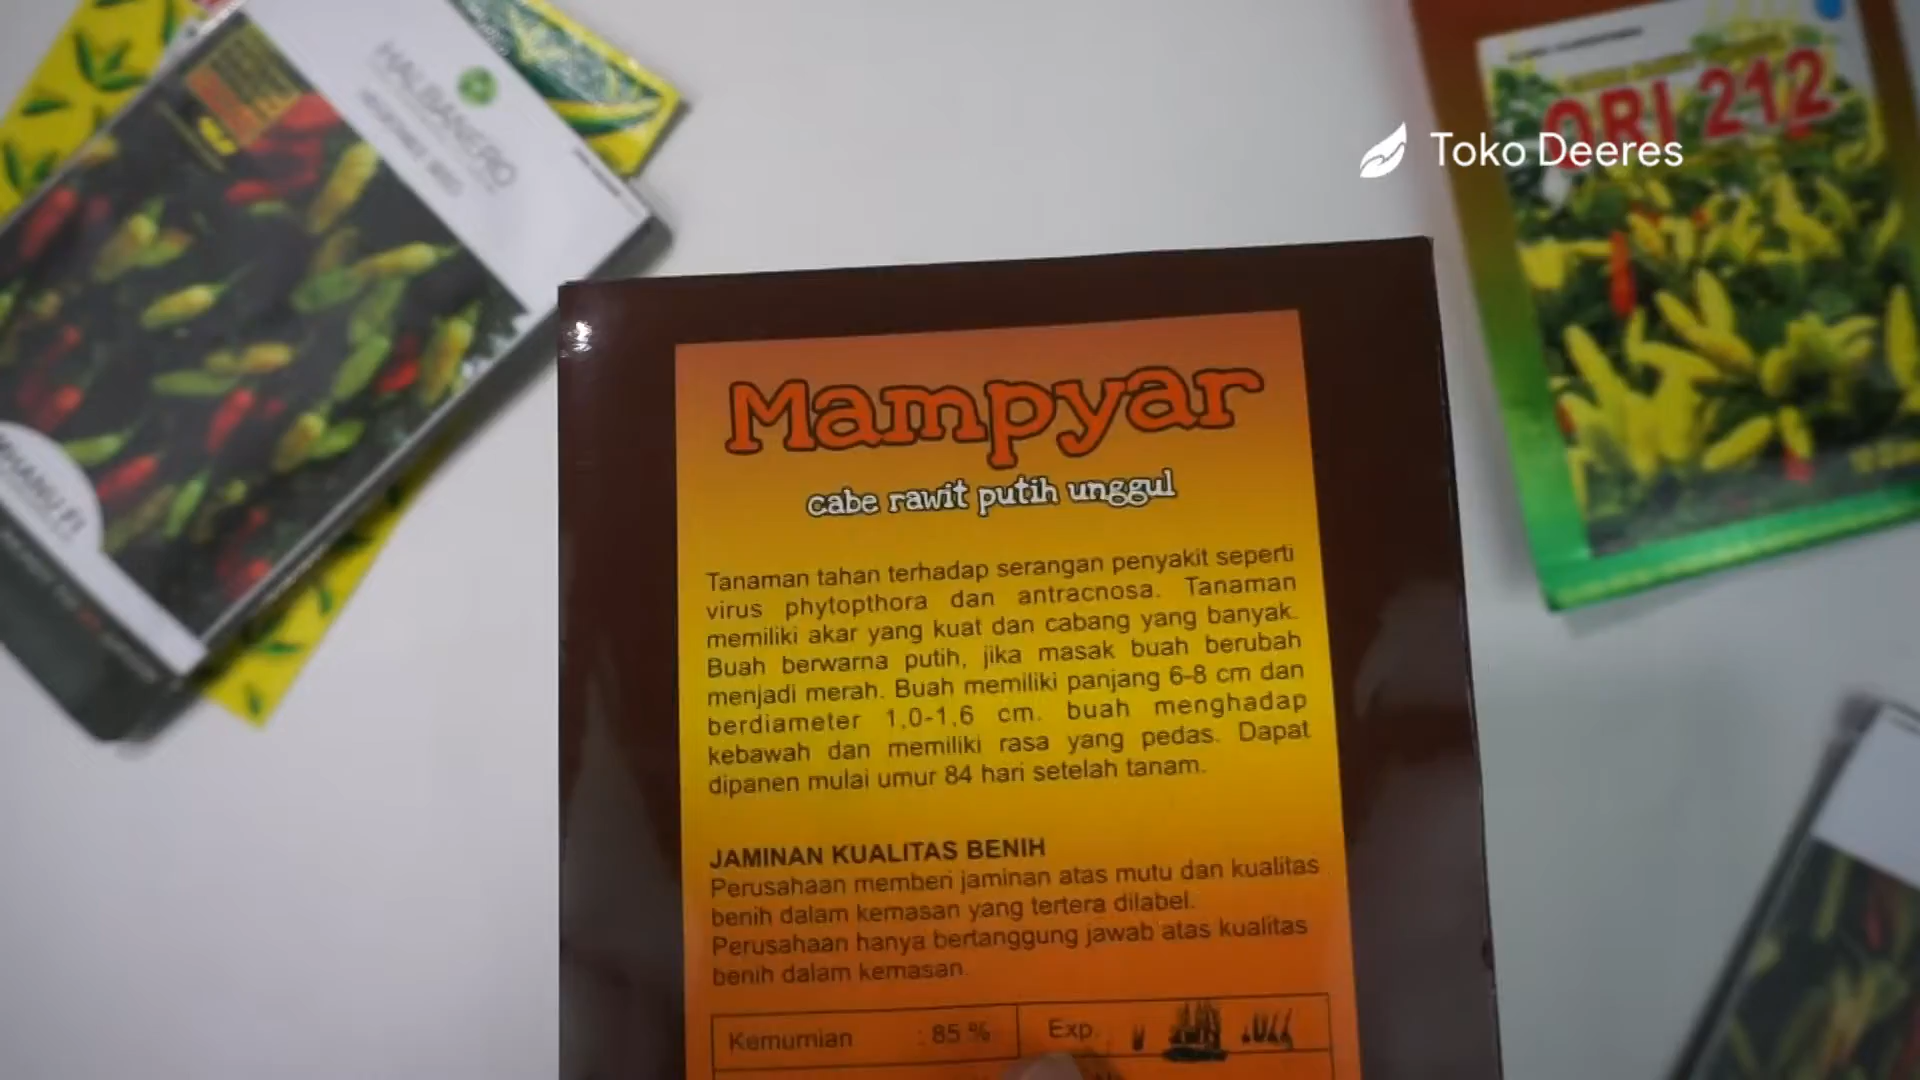 Toko Deeres
ORI 212
Mampyar
cabe rawit putih unggul
Tanaman tahan terhadap serangan penyakit seperti
virus phytopthora dan antracnosa. Tanaman
memiliki akar yang kuat dan cabang yang banyak.
Buah berwarna putih, jika masak buah berubah
menjadi merah. Buah memiliki panjang 6-8 cm dan
berdiameter 1,0-1,6 cm. buah menghadap
kebawah dan memiliki rasa yang pedas. Dapat
dipanen mulai umur 84 hari setelah tanam.
JAMINAN KUALITAS BENIH
Perusahaan memberi jaminan atas mutu dan kualitas
benih dalam kemasan yang tertera dilabel.
Perusahaan hanya bertanggung jawab atas kualitas
benih dalam kemasan.
Kemurnian : 85 % Exp.